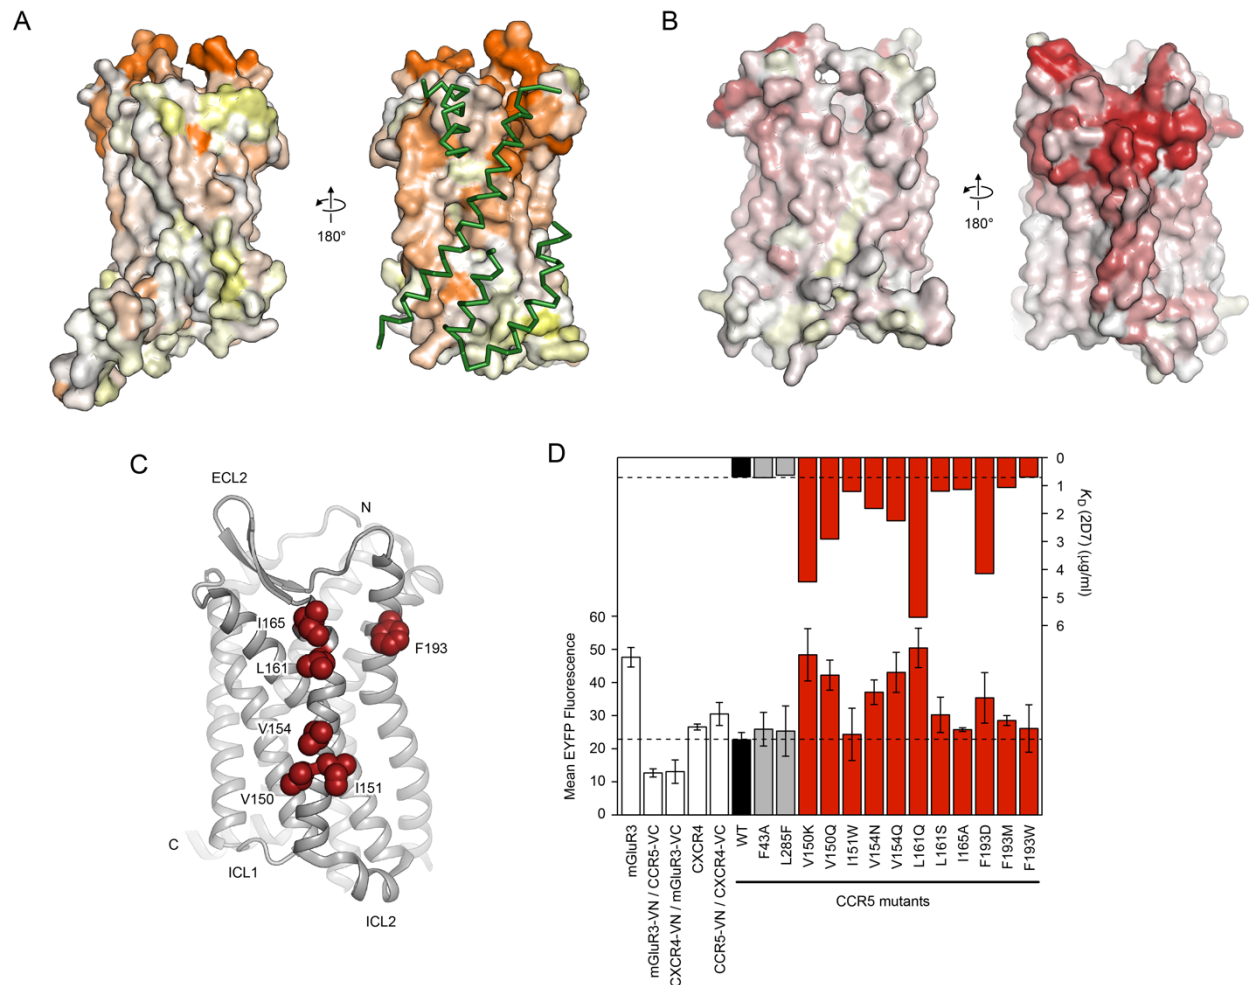 A
180°
B
180°
C
ECL2
N
I165
F193
L161
V154
V150
I151
C
ICL1
ICL2
D
0
1
2
3
4
5
6
K_D (2D7) (µg/ml)
60
50
40
30
20
10
0
Mean EYFP Fluorescence
mGluR3
mGluR3-VN / CCR5-VC
CXCR4-VN / mGluR3-VC
CXCR4
CCR5-VN / CXCR4-VC
WT
F43A
L285F
V150K
V150Q
I151W
V154N
V154Q
L161Q
L161S
I165A
F193D
F193M
F193W
CCR5 mutants